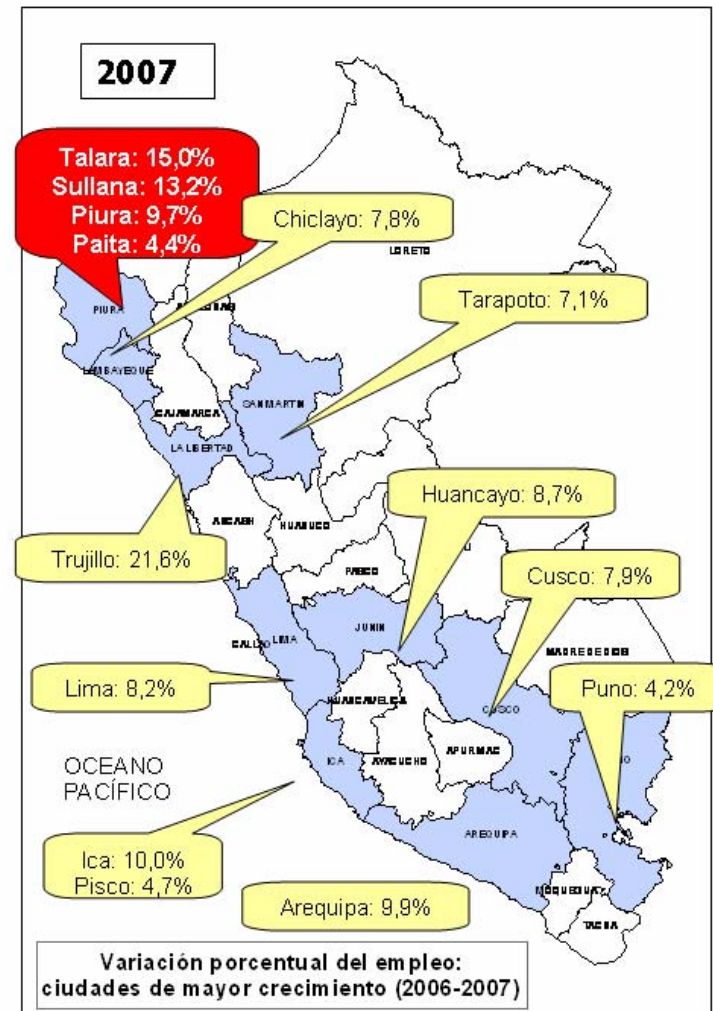 2007
Talara: 15,0%
Sullana: 13,2%
Piura: 9,7%
Paita: 4,4%
Chiclayo: 7,8%
LORETO
Tarapoto: 7,1%
PIURA
LAMBAYEQUE
CAJAMARCA
SAN MARTIN
LA LIBERTAD
Huancayo: 8,7%
ANCASH
HUANUCO
Trujillo: 21,6%
PASCO
Cusco: 7,9%
JUNIN
CALLAO
LIMA
MADRE DE DIOS
Lima: 8,2%
HUANCAVELICA
Puno: 4,2%
CUSCO
ICA
AYACUCHO
APURIMAC
OCEANO
PACÍFICO
AREQUIPA
Ica: 10,0%
Pisco: 4,7%
MOQUEGUA
Arequipa: 9,9%
TACNA
Variación porcentual del empleo:
ciudades de mayor crecimiento (2006-2007)